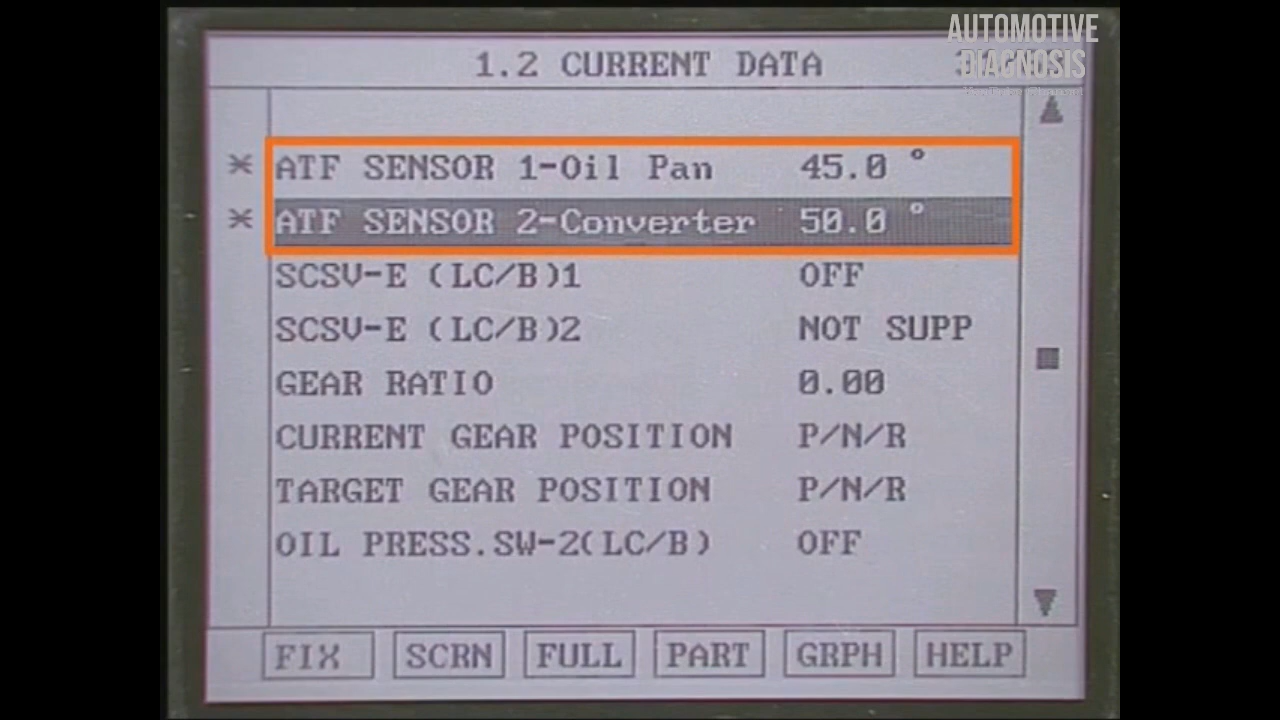 AUTOMOTIVE
DIAGNOSIS
1.2 CURRENT DATA
* ATF SENSOR 1-Oil Pan 45.0 °
* ATF SENSOR 2-Converter 50.0 °
SCSV-E (LC/B)1 OFF
SCSV-E (LC/B)2 NOT SUPP
GEAR RATIO 0.00
CURRENT GEAR POSITION P/N/R
TARGET GEAR POSITION P/N/R
OIL PRESS.SW-2(LC/B) OFF
FIX SCRN FULL PART GRPH HELP